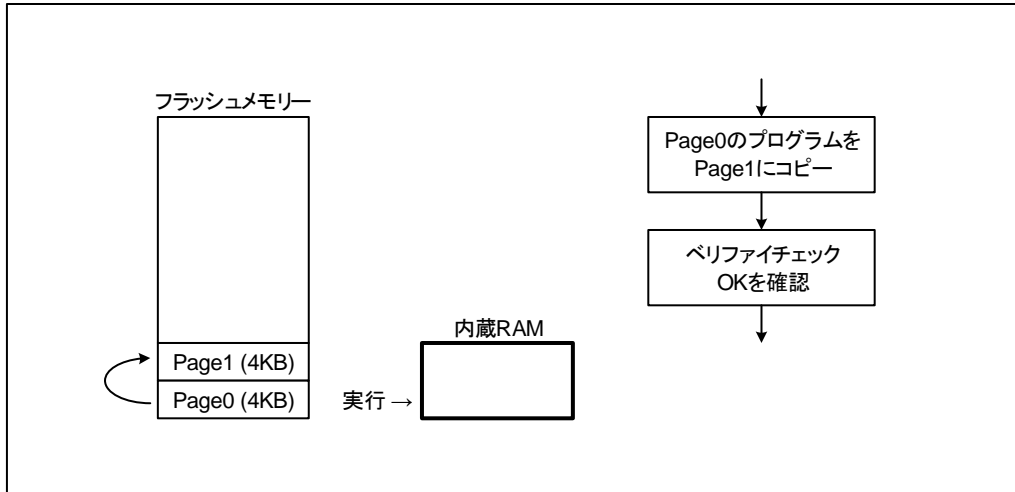 フラッシュメモリー
Page1 (4KB)
Page0 (4KB)
内蔵RAM
実行 →
Page0のプログラムを
Page1にコピー
ベリファイチェック
OKを確認